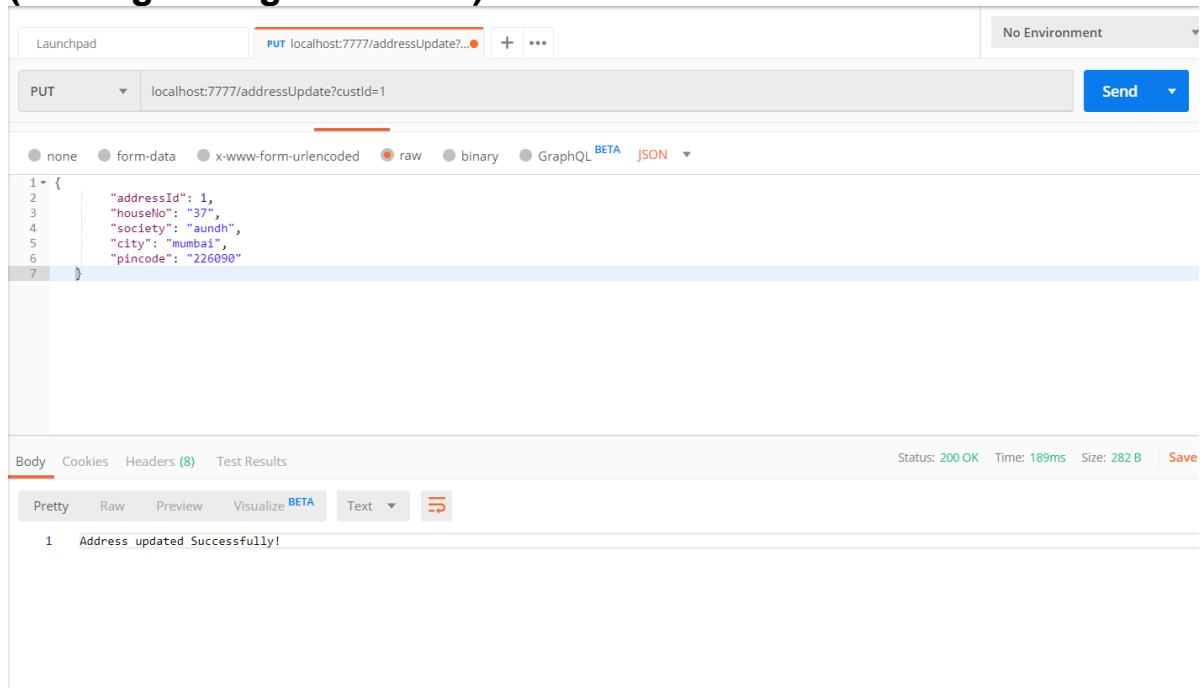 Launchpad PUT localhost:7777/addressUpdate?... + ••• No Environment
PUT localhost:7777/addressUpdate?custId=1 Send
none form-data x-www-form-urlencoded raw binary GraphQL BETA JSON
1 {
2 "addressId": 1,
3 "houseNo": "37",
4 "society": "aundh",
5 "city": "mumbai",
6 "pincode": "226090"
7 }
Body Cookies Headers (8) Test Results Status: 200 OK Time: 189ms Size: 282 B Save
Pretty Raw Preview Visualize BETA Text
1 Address updated Successfully!